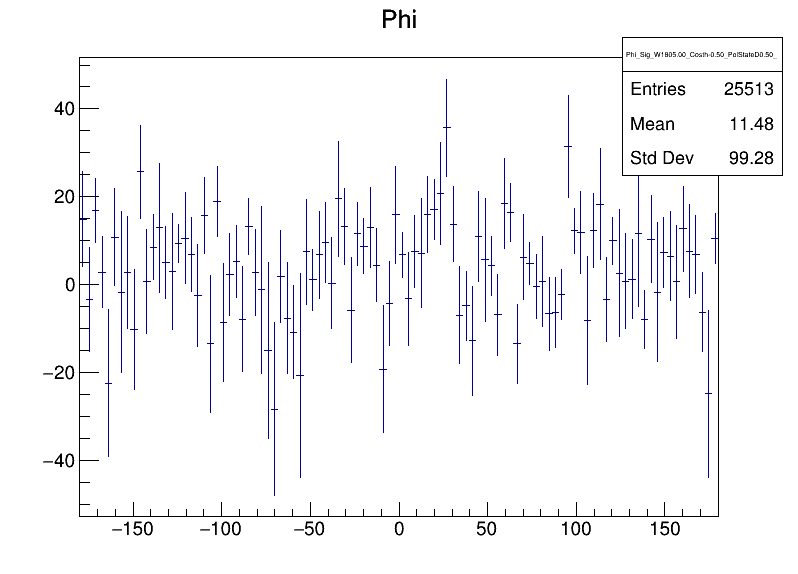 Phi
Phi_Sig_W1605.00_Costh-0.50_PolStateD0.50_
Entries 25513
Mean 11.48
Std Dev 99.28
40
20
0
−20
−40
−150 −100 −50 0 50 100 150